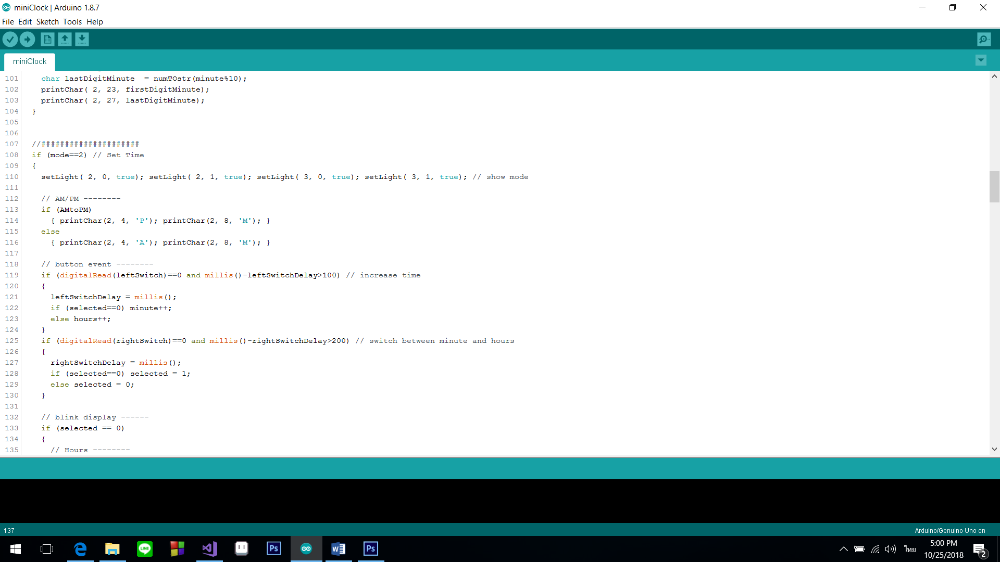 miniClock | Arduino 1.8.7
File Edit Sketch Tools Help
miniClock
101 char lastDigitMinute  = numTOstr(minute%10);
102 printChar( 2, 23, firstDigitMinute);
103 printChar( 2, 27, lastDigitMinute);
104 }
105
106
107 //#####################
108 if (mode==2) // Set Time
109 {
110 setLight( 2, 0, true); setLight( 2, 1, true); setLight( 3, 0, true); setLight( 3, 1, true); // show mode
111
112 // AM/PM --------
113 if (AMtoPM)
114 { printChar(2, 4, 'P'); printChar(2, 8, 'M'); }
115 else
116 { printChar(2, 4, 'A'); printChar(2, 8, 'M'); }
117
118 // button event --------
119 if (digitalRead(leftSwitch)==0 and millis()-leftSwitchDelay>100) // increase time
120 {
121 leftSwitchDelay = millis();
122 if (selected==0) minute++;
123 else hours++;
124 }
125 if (digitalRead(rightSwitch)==0 and millis()-rightSwitchDelay>200) // switch between minute and hours
126 {
127 rightSwitchDelay = millis();
128 if (selected==0) selected = 1;
129 else selected = 0;
130 }
131
132 // blink display ------
133 if (selected == 0)
134 {
135 // Hours --------
137
Arduino/Genuino Uno on
LINE
Ps
Ps
ไทย
5:00 PM
10/25/2018
2